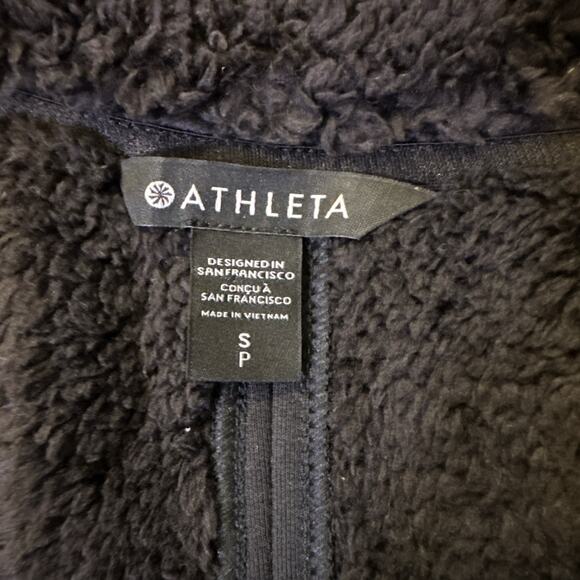 ATHLETA
DESIGNED IN
SAN FRANCISCO
CONÇU À
SAN FRANCISCO
MADE IN VIETNAM
S
P